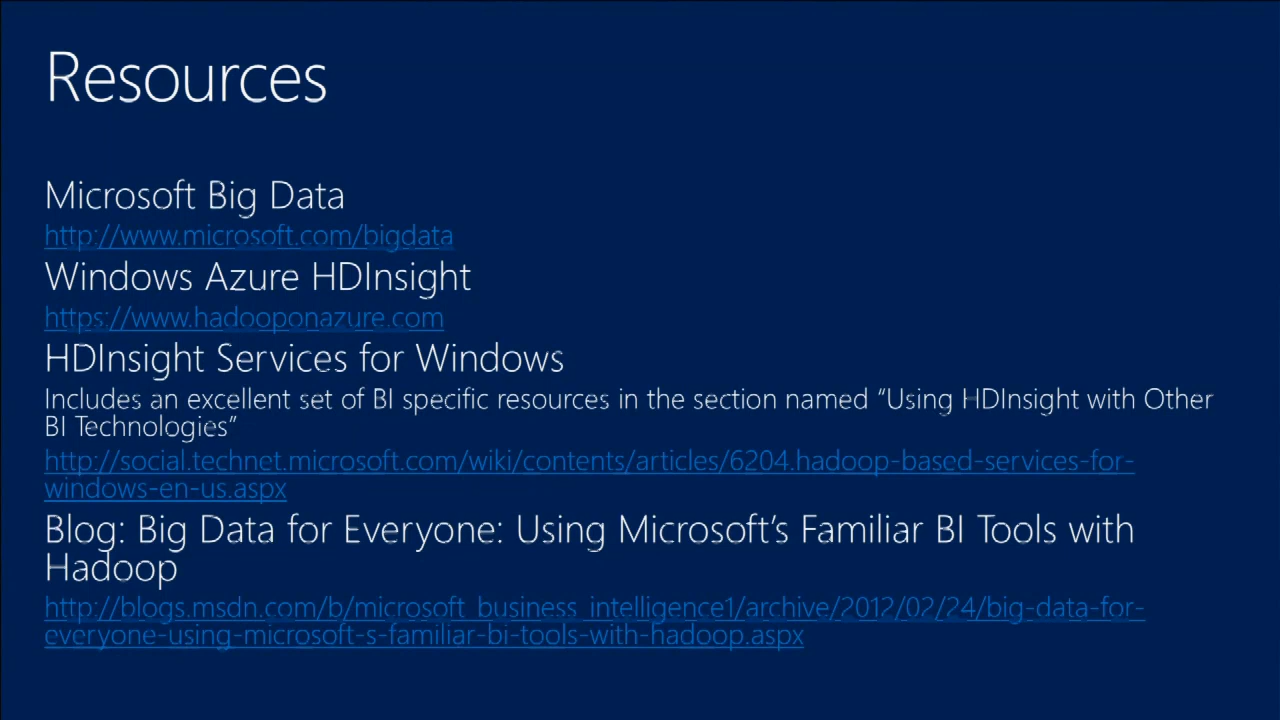 Resources
Microsoft Big Data
http://www.microsoft.com/bigdata
Windows Azure HDInsight
https://www.hadooponazure.com
HDInsight Services for Windows
Includes an excellent set of BI specific resources in the section named “Using HDInsight with Other
BI Technologies”
http://social.technet.microsoft.com/wiki/contents/articles/6204.hadoop-based-services-for-
windows-en-us.aspx
Blog: Big Data for Everyone: Using Microsoft’s Familiar BI Tools with
Hadoop
http://blogs.msdn.com/b/microsoft_business_intelligence1/archive/2012/02/24/big-data-for-
everyone-using-microsoft-s-familiar-bi-tools-with-hadoop.aspx